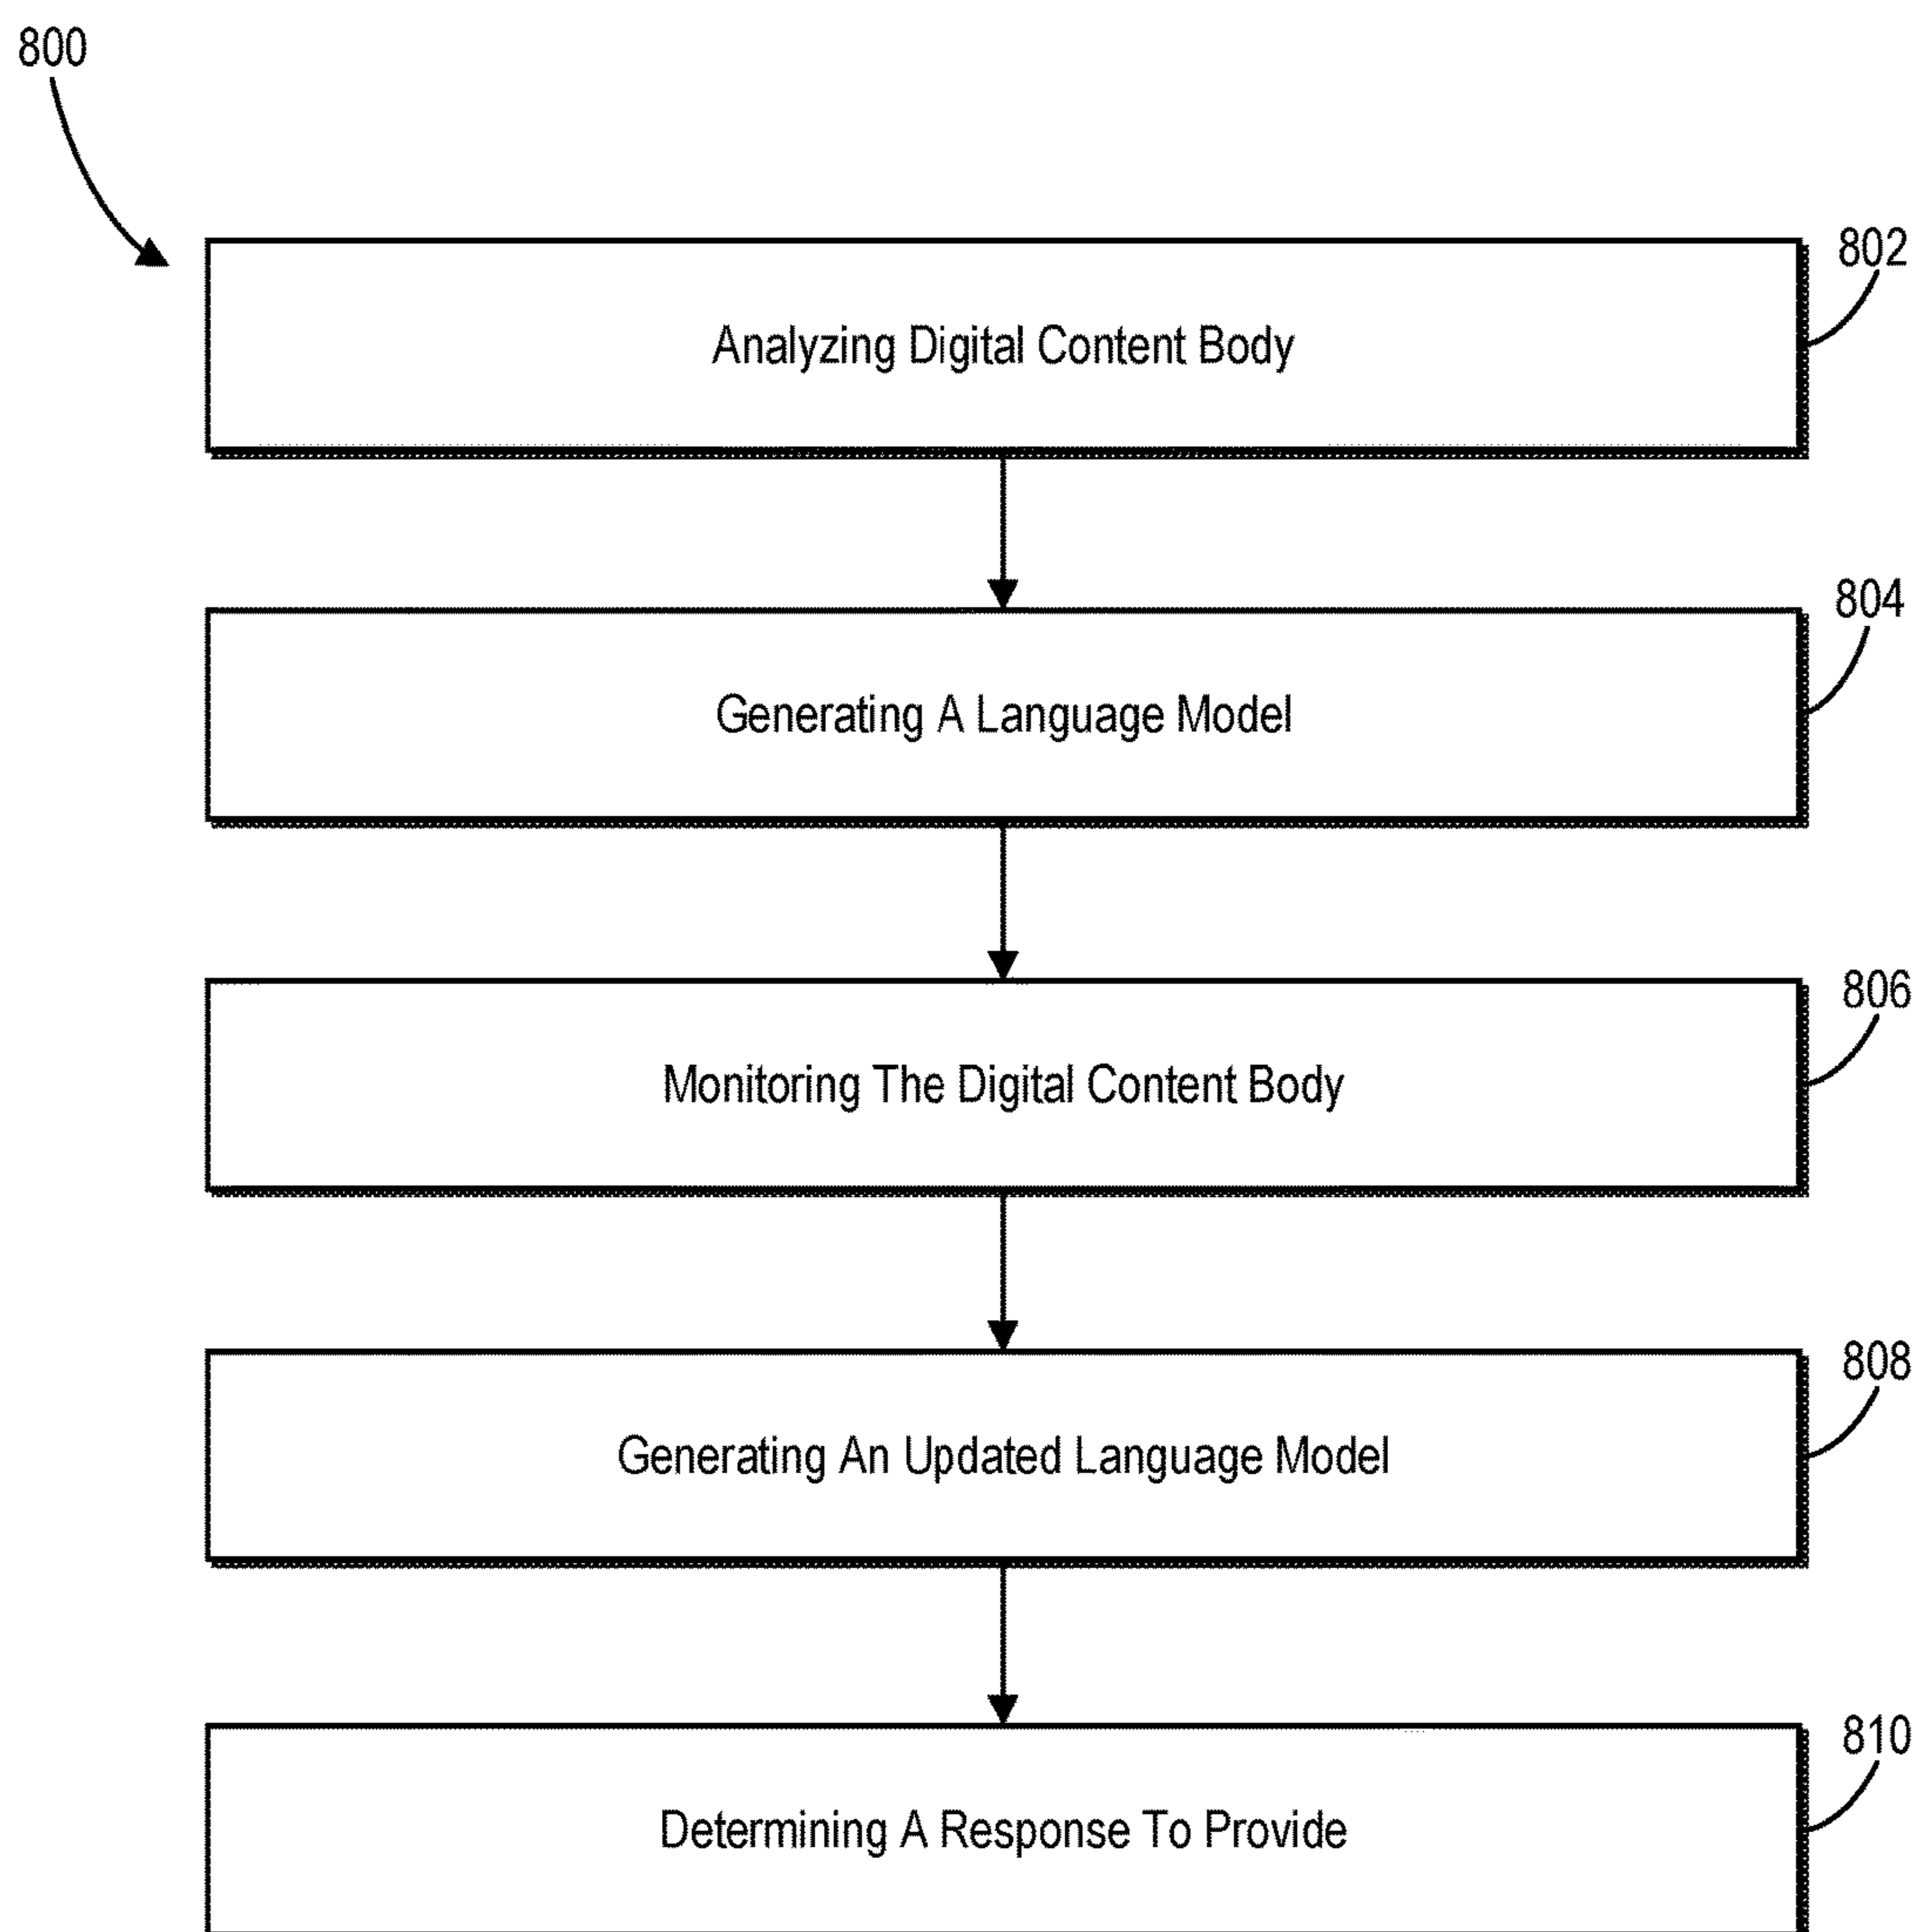 800
802
Analyzing Digital Content Body
804
Generating A Language Model
806
Monitoring The Digital Content Body
808
Generating An Updated Language Model
810
Determining A Response To Provide